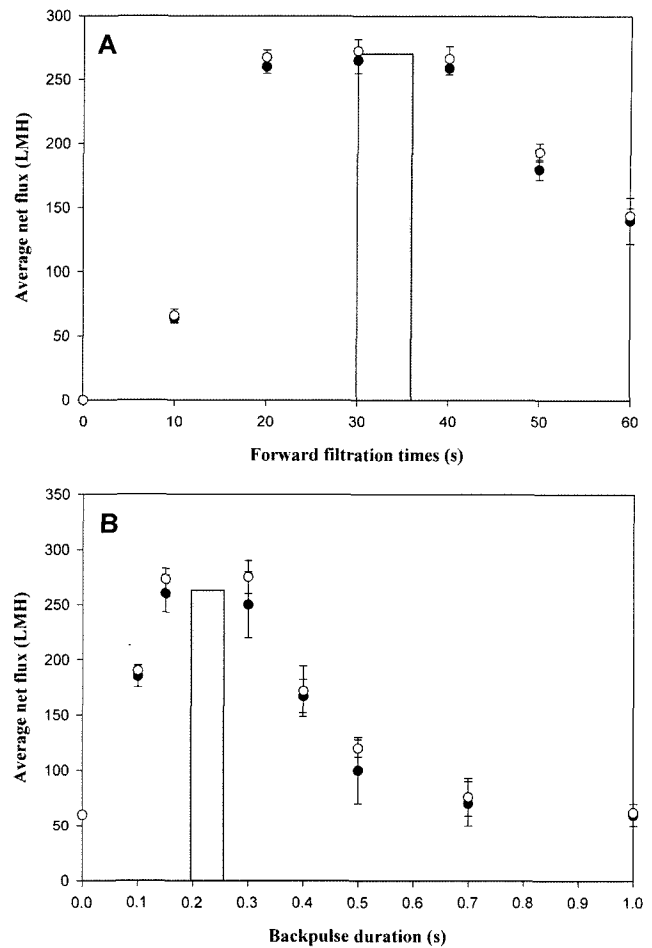 A
300
250
200
150
100
50
0
Average net flux (LMH)
0 10 20 30 40 50 60
Forward filtration times (s)
B
350
300
250
200
150
100
50
0
Average net flux (LMH)
0.0 0.1 0.2 0.3 0.4 0.5 0.6 0.7 0.8 0.9 1.0
Backpulse duration (s)